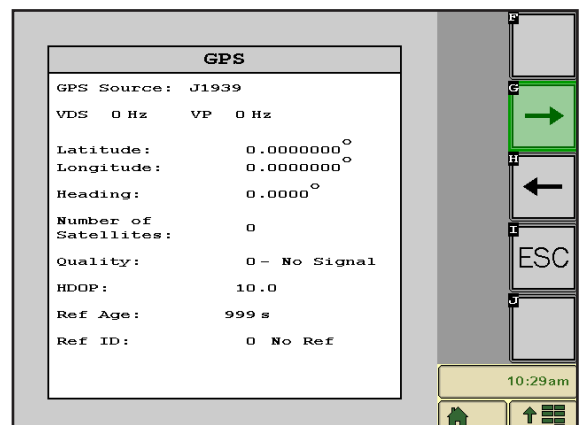 GPS
GPS Source: J1939
VDS 0 Hz VP 0 Hz
Latitude: 0.0000000°
Longitude: 0.0000000°
Heading: 0.0000°
Number of
Satellites: 0
Quality: 0 - No Signal
HDOP: 10.0
Ref Age: 999 s
Ref ID: 0 No Ref
F
G
H
I
ESC
J
10:29am